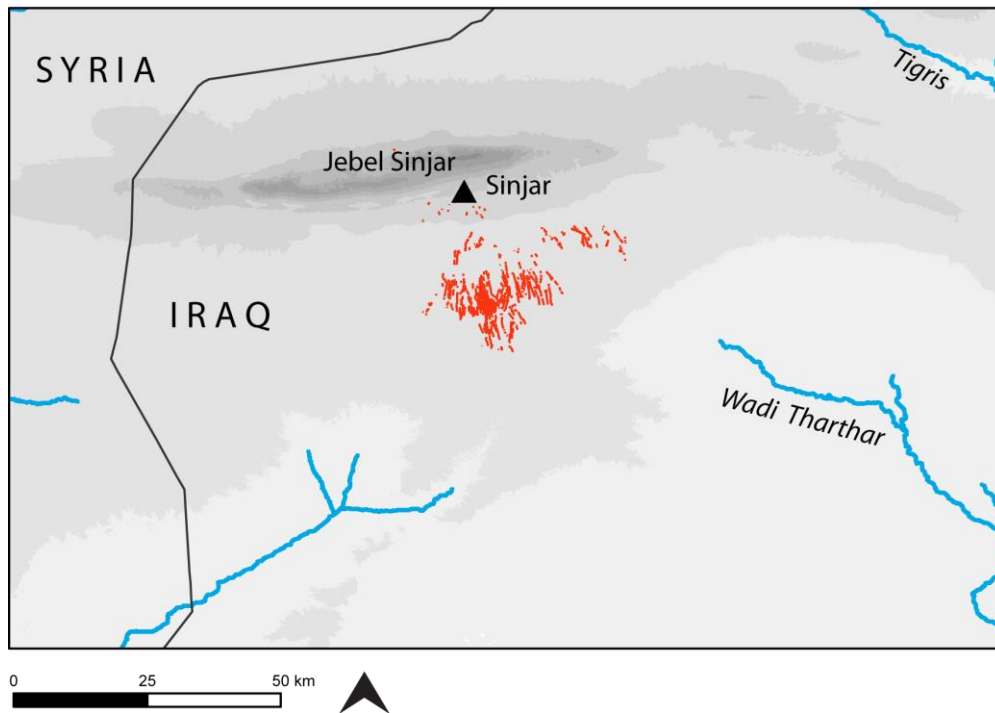 SYRIA
Tigris
Jebel Sinjar
Sinjar
IRAQ
Wadi Tharthar
0 25 50 km